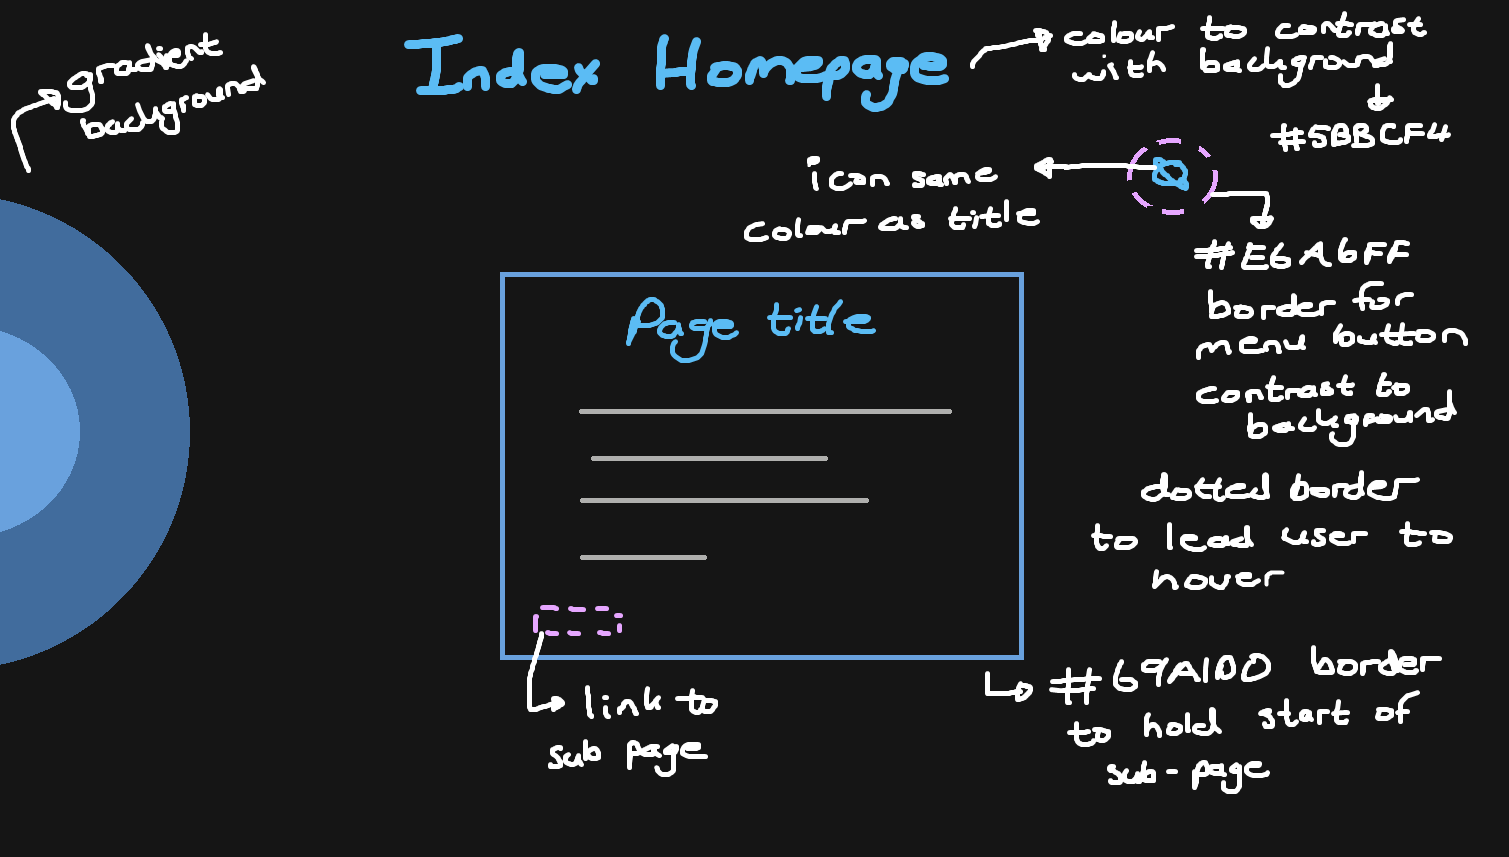 Index Homepage
colour to contrast
with background
#5BBCF4
gradient
background
icon same
colour as title
#E6A6FF
border for
menu button
contrast to
background
dotted border
to lead user to
hover
Page title
link to
sub page
#69A1DD border
to hold start of
sub-page